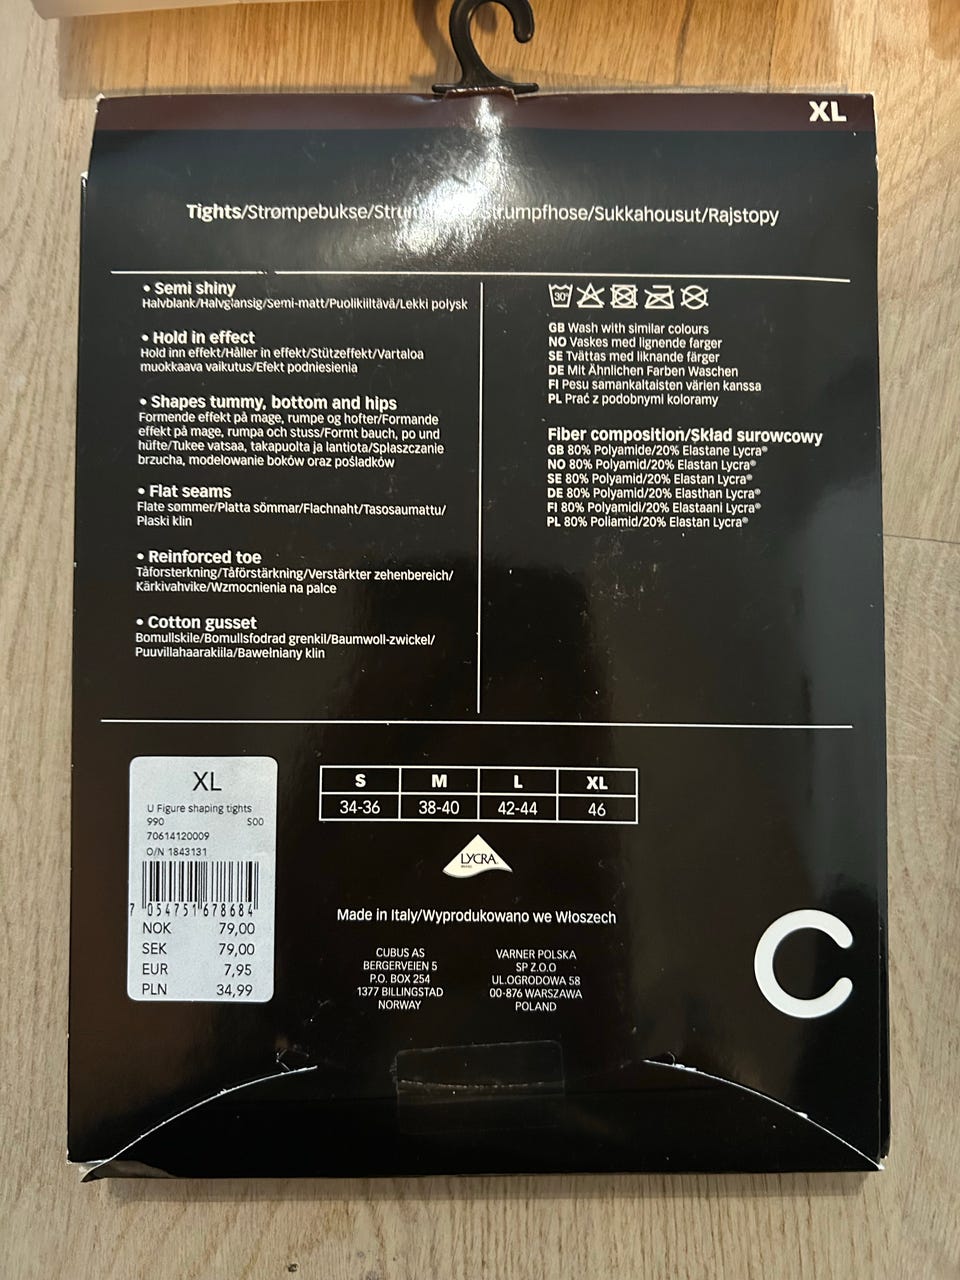 XL
Tights/Strømpebukse/Strum rumpfhose/Sukkahousut/Rajstopy
• Semi shiny
Halvblank/Halvglansig/Semi-matt/Puolikiiltävä/Lekki połysk
• Hold in effect
Hold inn effekt/Håller in effekt/Stützeffekt/Vartaloa
muokkaava vaikutus/Efekt podniesienia
• Shapes tummy, bottom and hips
Formende effekt på mage, rumpe og hofter/Formande
effekt på mage, rumpa och stuss/Formt bauch, po und
hüfte/Tukee vatsaa, takapuolta ja lantiota/Spłaszczanie
brzucha, modelowanie boków oraz pośladków
• Flat seams
Flate sømmer/Platta sömmar/Flachnaht/Tasosaumattu/
Płaski klin
• Reinforced toe
Tåforsterkning/Tåförstärkning/Verstärkter zehenbereich/
Kärkivahvike/Wzmocnienia na palce
• Cotton gusset
Bomullskile/Bomullsfodrad grenkil/Baumwoll-zwickel/
Puuvillahaarakiila/Bawełniany klin
30°
GB Wash with similar colours
NO Vaskes med lignende farger
SE Tvättas med liknande färger
DE Mit Ähnlichen Farben Waschen
FI Pesu samankaltaisten värien kanssa
PL Prać z podobnymi koloramy
Fiber composition/Skład surowcowy
GB 80% Polyamide/20% Elastane Lycra®
NO 80% Polyamid/20% Elastan Lycra®
SE 80% Polyamid/20% Elastan Lycra®
DE 80% Polyamid/20% Elasthan Lycra®
FI 80% Polyamidi/20% Elastaani Lycra®
PL 80% Poliamid/20% Elastan Lycra®
XL
U Figure shaping tights
990 S00
70614120009
O/N 1843131
7 054751 678684
NOK 79,00
SEK 79,00
EUR 7,95
PLN 34,99
S M L XL
34-36 38-40 42-44 46
LYCRA
Made in Italy/Wyprodukowano we Włoszech
CUBUS AS
BERGERVEIEN 5
P.O. BOX 254
1377 BILLINGSTAD
NORWAY
VARNER POLSKA
SP Z.O.O
UL.OGRODOWA 58
00-876 WARSZAWA
POLAND
C